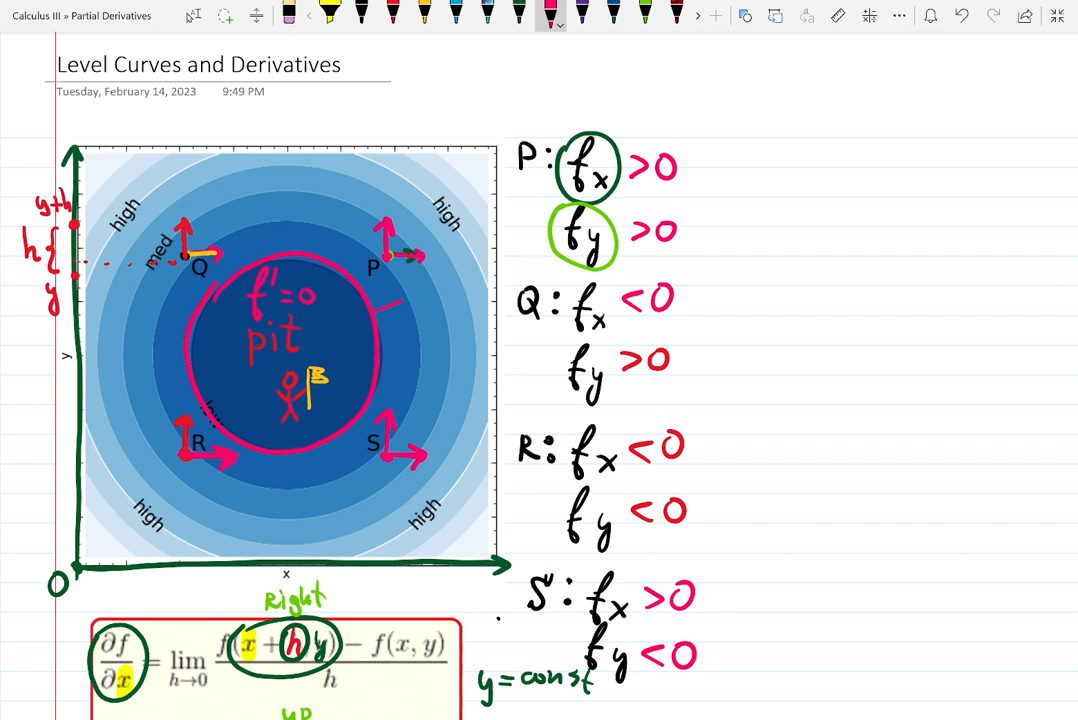 Calculus III » Partial Derivatives
Level Curves and Derivatives
Tuesday, February 14, 2023 9:49 PM
y+h
h{
y
y
high
high
med
Q
P
f'=0
pit
R
S
high
high
O
x
Right
∂f/∂x = lim h→0 f(x + h, y) − f(x, y) / h
up
P: fx >0
fy >0
Q: fx <0
fy >0
R: fx <0
fy <0
S: fx >0
fy <0
y = const